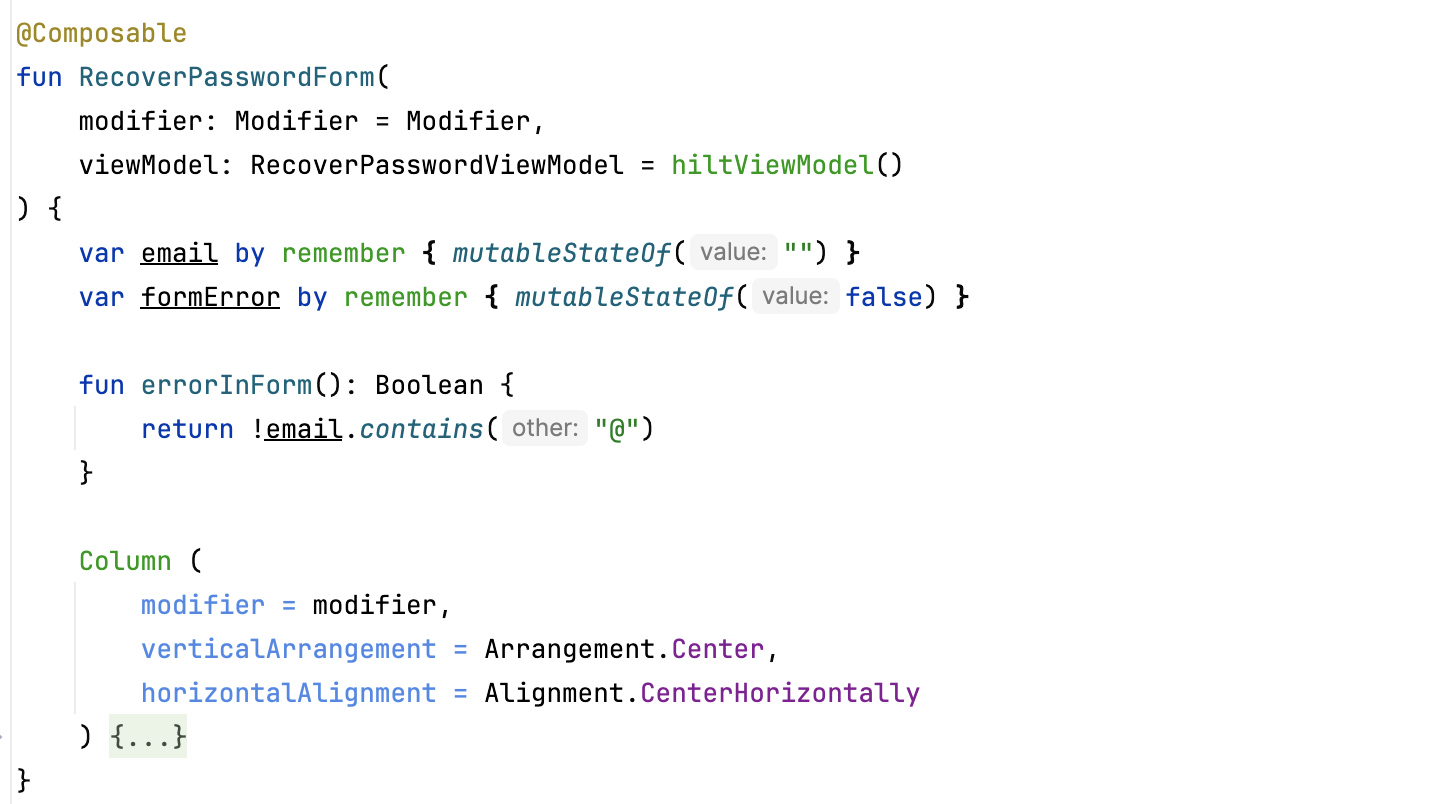 @Composable
fun RecoverPasswordForm(
    modifier: Modifier = Modifier,
    viewModel: RecoverPasswordViewModel = hiltViewModel()
) {
    var email by remember { mutableStateOf( value: "") }
    var formError by remember { mutableStateOf( value: false) }

    fun errorInForm(): Boolean {
        return !email.contains( other: "@")
    }

    Column (
        modifier = modifier,
        verticalArrangement = Arrangement.Center,
        horizontalAlignment = Alignment.CenterHorizontally
    ) {...}
}